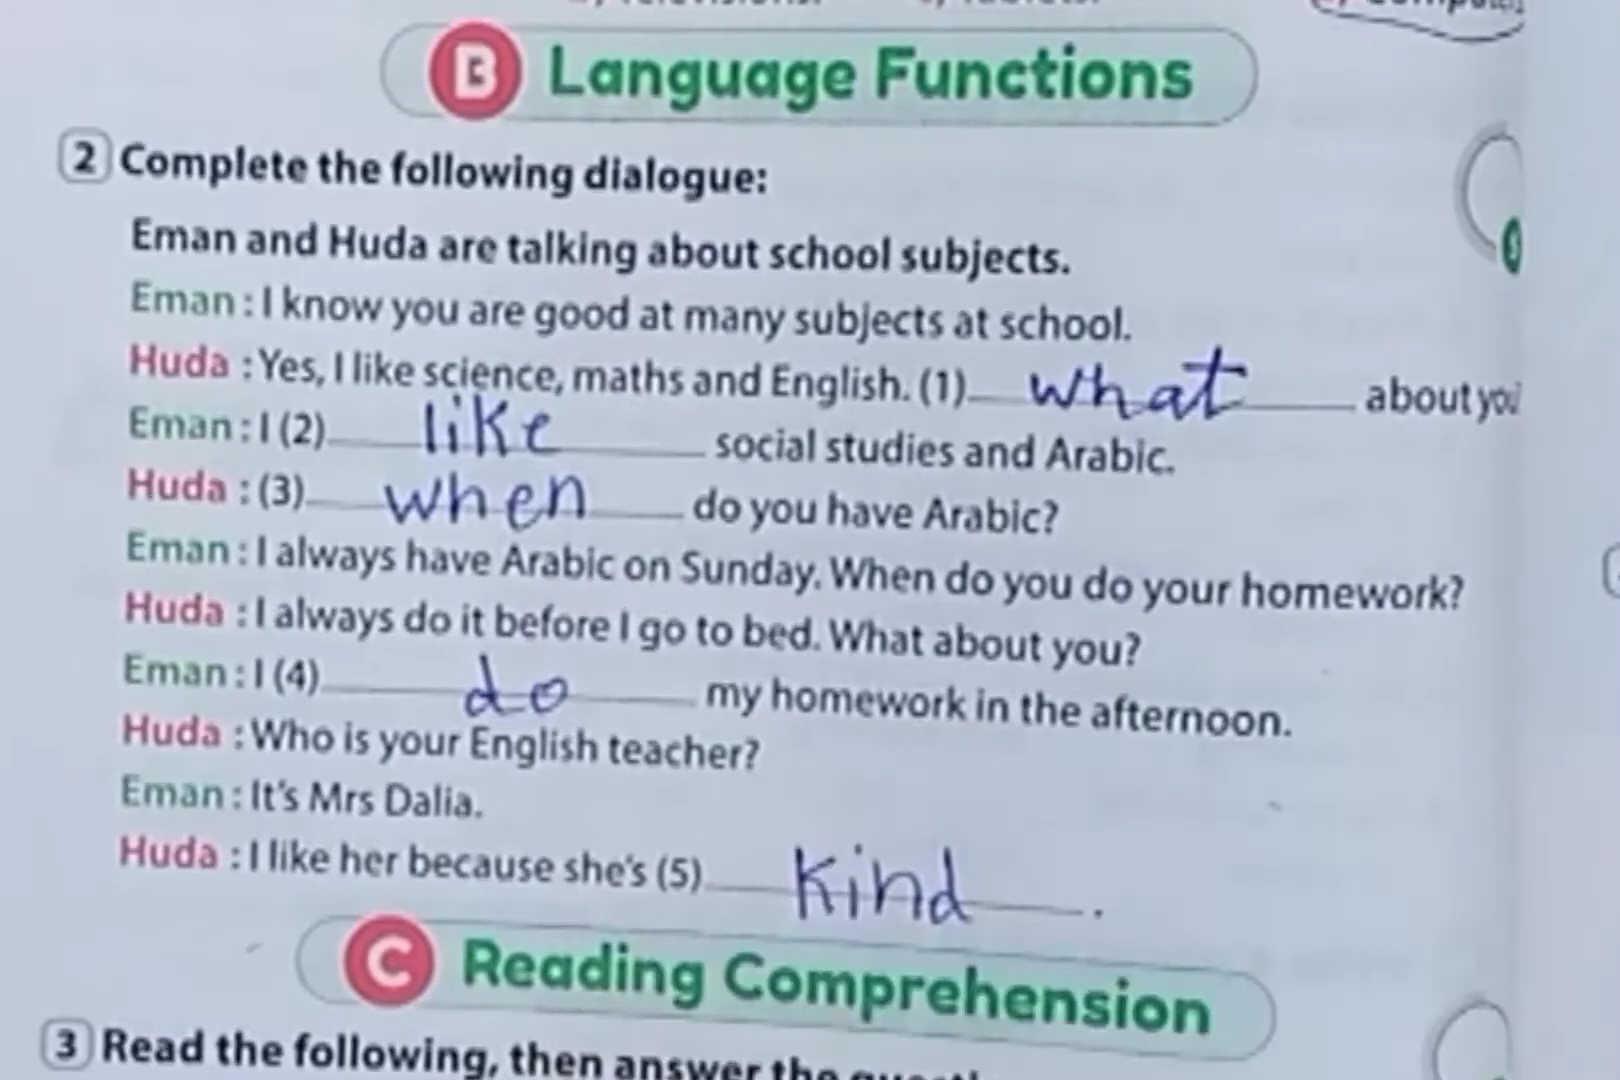 B Language Functions
2 Complete the following dialogue:
Eman and Huda are talking about school subjects.
Eman : I know you are good at many subjects at school.
Huda : Yes, I like science, maths and English. (1) what about you
Eman : I (2) like social studies and Arabic.
Huda : (3) when do you have Arabic?
Eman : I always have Arabic on Sunday. When do you do your homework?
Huda : I always do it before I go to bed. What about you?
Eman : I (4) do my homework in the afternoon.
Huda : Who is your English teacher?
Eman : It's Mrs Dalia.
Huda : I like her because she's (5) kind .
C Reading Comprehension
3 Read the following, then answer the